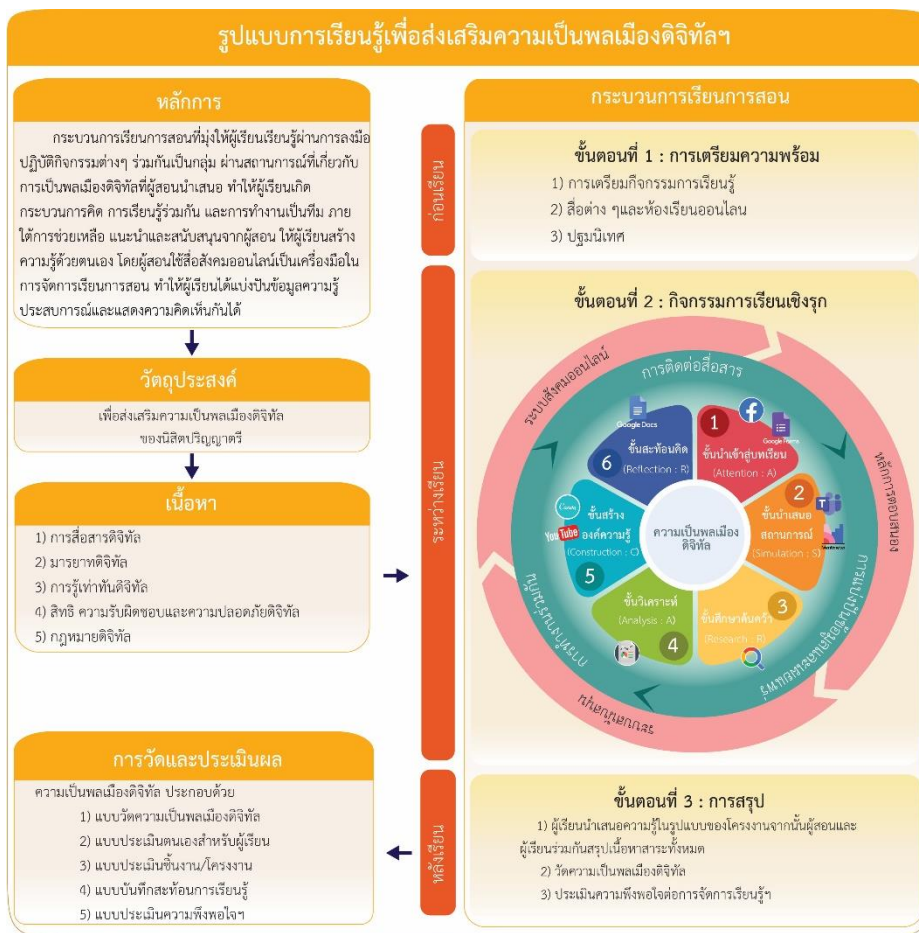 รูปแบบการเรียนรู้เพื่อส่งเสริมความเป็นพลเมืองดิจิทัลฯ
หลักการ
กระบวนการเรียนการสอนที่มุ่งให้ผู้เรียนเรียนรู้ผ่านการลงมือ
ปฏิบัติกิจกรรมต่างๆ ร่วมกันเป็นกลุ่ม ผ่านสถานการณ์ที่เกี่ยวกับ
การเป็นพลเมืองดิจิทัลที่ผู้สอนนำเสนอ ทำให้ผู้เรียนเกิด
กระบวนการคิด การเรียนรู้ร่วมกัน และการทำงานเป็นทีม ภาย
ใต้การช่วยเหลือ แนะนำและสนับสนุนจากผู้สอน ให้ผู้เรียนสร้าง
ความรู้ด้วยตนเอง โดยผู้สอนใช้สื่อสังคมออนไลน์เป็นเครื่องมือใน
การจัดการเรียนการสอน ทำให้ผู้เรียนได้แบ่งปันข้อมูลความรู้
ประสบการณ์และแสดงความคิดเห็นกันได้
วัตถุประสงค์
เพื่อส่งเสริมความเป็นพลเมืองดิจิทัล
ของนิสิตปริญญาตรี
เนื้อหา
1) การสื่อสารดิจิทัล
2) มารยาทดิจิทัล
3) การรู้เท่าทันดิจิทัล
4) สิทธิ ความรับผิดชอบและความปลอดภัยดิจิทัล
5) กฎหมายดิจิทัล
การวัดและประเมินผล
ความเป็นพลเมืองดิจิทัล ประกอบด้วย
1) แบบวัดความเป็นพลเมืองดิจิทัล
2) แบบประเมินตนเองสำหรับผู้เรียน
3) แบบประเมินชิ้นงาน/โครงงาน
4) แบบบันทึกสะท้อนการเรียนรู้
5) แบบประเมินความพึงพอใจฯ
กระบวนการเรียนการสอน
ก่อนเรียน
ขั้นตอนที่ 1 : การเตรียมความพร้อม
1) การเตรียมกิจกรรมการเรียนรู้
2) สื่อต่าง ๆและห้องเรียนออนไลน
3) ปฐมนิเทศ
ระหว่างเรียน
ขั้นตอนที่ 2 : กิจกรรมการเรียนเชิงรุก
ระบบสังคมออนไลน์
หลักการตอบสนอง
ระบบสนับสนุน
การติดต่อสื่อสาร
การแบ่งปันข้อมูลและเผยแพร่
การทำงานร่วมกัน
ความเป็นพลเมือง
ดิจิทัล
1
Google Forms
ขั้นนำเข้าสู่บทเรียน
(Attention : A)
2
ขั้นนำเสนอ
สถานการณ์
(Simulation : S)
3
ขั้นศึกษาค้นคว้า
(Research : R)
4
ขั้นวิเคราะห์
(Analysis : A)
5
Canva
YouTube
ขั้นสร้าง
องค์ความรู้
(Construction : C)
6
Google Docs
ขั้นสะท้อนคิด
(Reflection : R)
หลังเรียน
ขั้นตอนที่ 3 : การสรุป
1) ผู้เรียนนำเสนอความรู้ในรูปแบบของโครงงานจากนั้นผู้สอนและ
ผู้เรียนร่วมกันสรุปเนื้อหาสาระทั้งหมด
2) วัดความเป็นพลเมืองดิจิทัล
3) ประเมินความพึงพอใจต่อการจัดการเรียนรู้ฯ